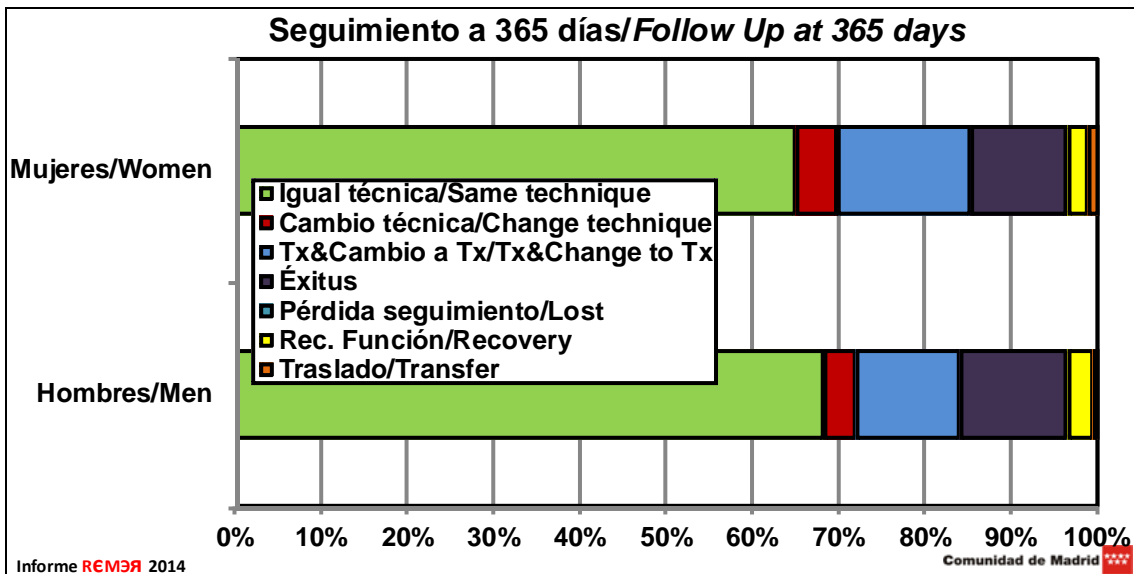 Seguimiento a 365 días/Follow Up at 365 days
Mujeres/Women
Igual técnica/Same technique
Cambio técnica/Change technique
Tx&Cambio a Tx/Tx&Change to Tx
Éxitus
Pérdida seguimiento/Lost
Rec. Función/Recovery
Traslado/Transfer
Hombres/Men
0% 10% 20% 30% 40% 50% 60% 70% 80% 90% 100%
Informe RЄMЭЯ 2014
Comunidad de Madrid